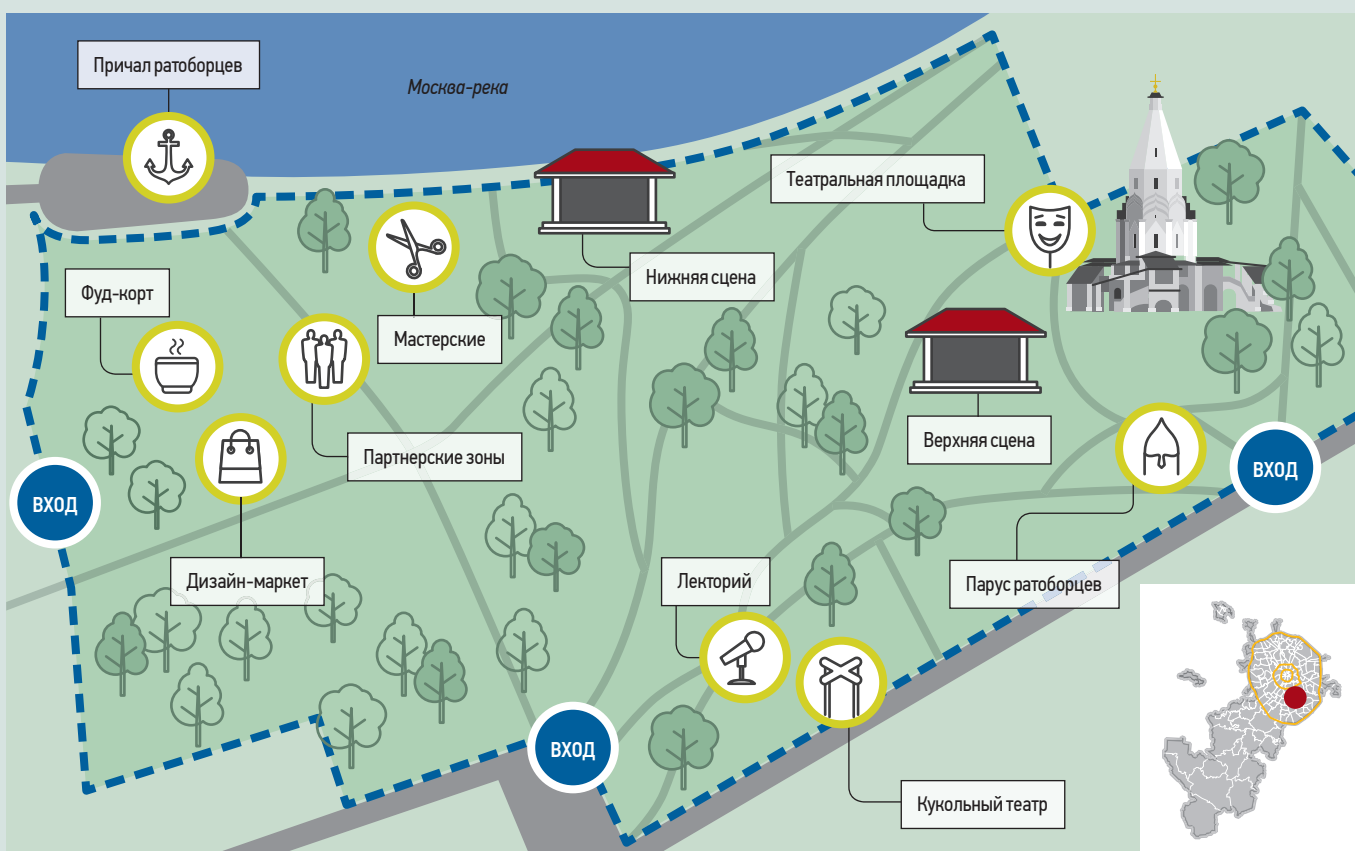 Причал ратоборцев
Москва-река
Театральная площадка
Нижняя сцена
Фуд-корт
Мастерские
Верхняя сцена
Партнерские зоны
ВХОД
ВХОД
Дизайн-маркет
Лекторий
Парус ратоборцев
ВХОД
Кукольный театр